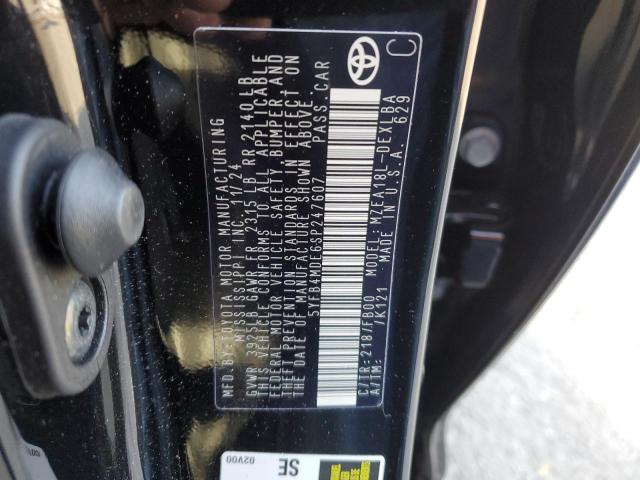 MFD. BY: TOYOTA MOTOR MANUFACTURING
MISSISSIPPI INC. 11/24
GVWR 3925LB GAWR FR 2315LB RR 2140LB
THIS VEHICLE CONFORMS TO ALL APPLICABLE
FEDERAL MOTOR VEHICLE SAFETY, BUMPER, AND
THEFT PREVENTION STANDARDS IN EFFECT ON
THE DATE OF MANUFACTURE SHOWN ABOVE.
5YFB4MDE6SP247607 PASS. CAR
C
C/TR: 218/FB00 MODEL: MZEA18L-DEXLBA
A/TM: /K121 MADE IN U.S.A. 629
02V00
SE